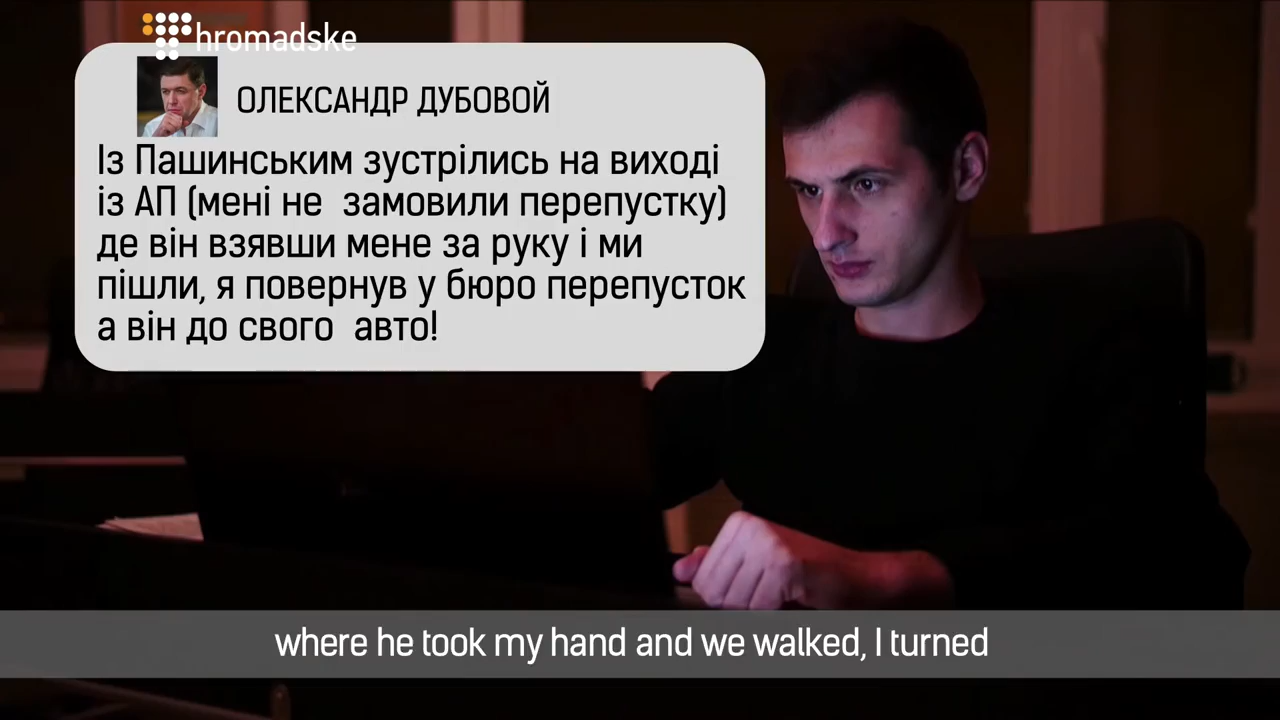 hromadske
ОЛЕКСАНДР ДУБОВОЙ
Із Пашинським зустрілись на виході
із АП (мені не замовили перепустку)
де він взявши мене за руку і ми
пішли, я повернув у бюро перепусток
а він до свого авто!
where he took my hand and we walked, I turned